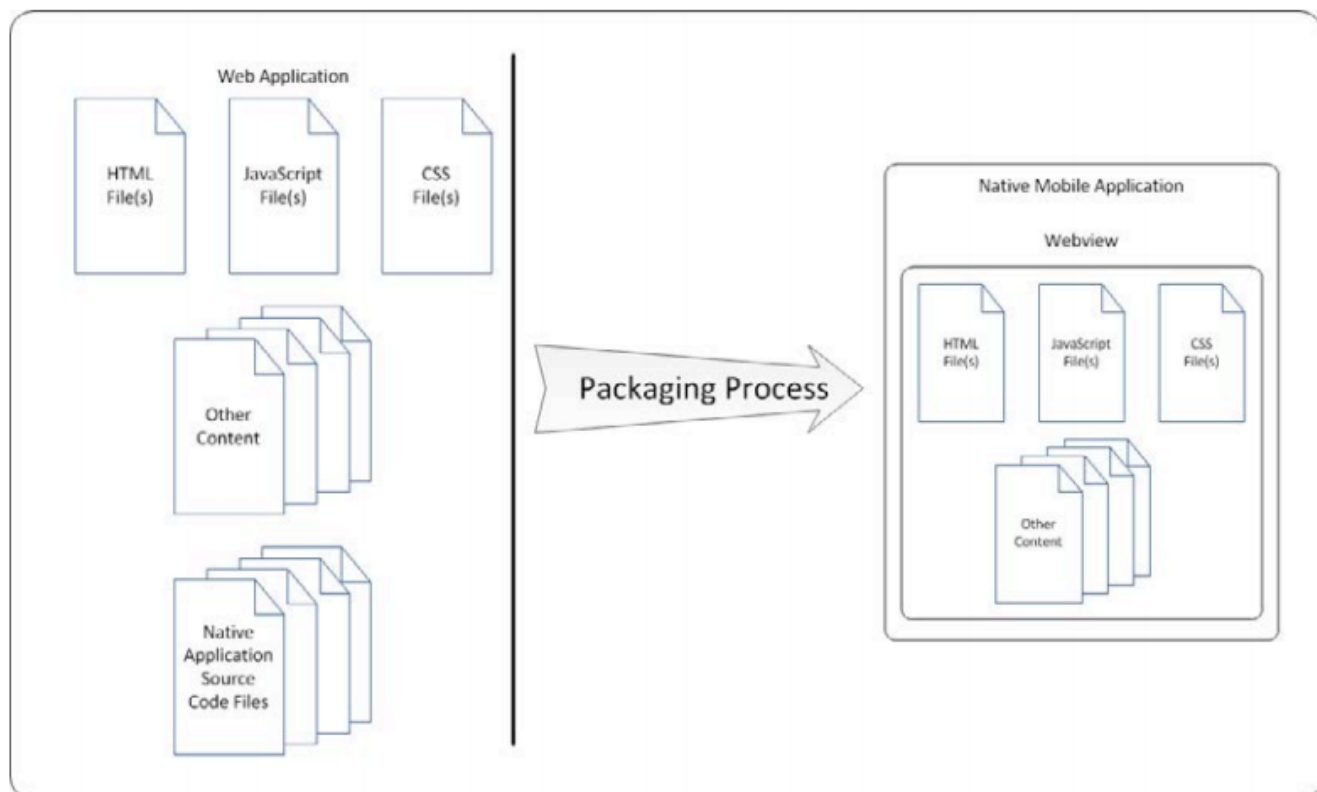 Web Application
HTML
File(s)
JavaScript
File(s)
CSS
File(s)
Other
Content
Native
Application
Source
Code Files
Packaging Process
Native Mobile Application
Webview
HTML
File(s)
JavaScript
File(s)
CSS
File(s)
Other
Content